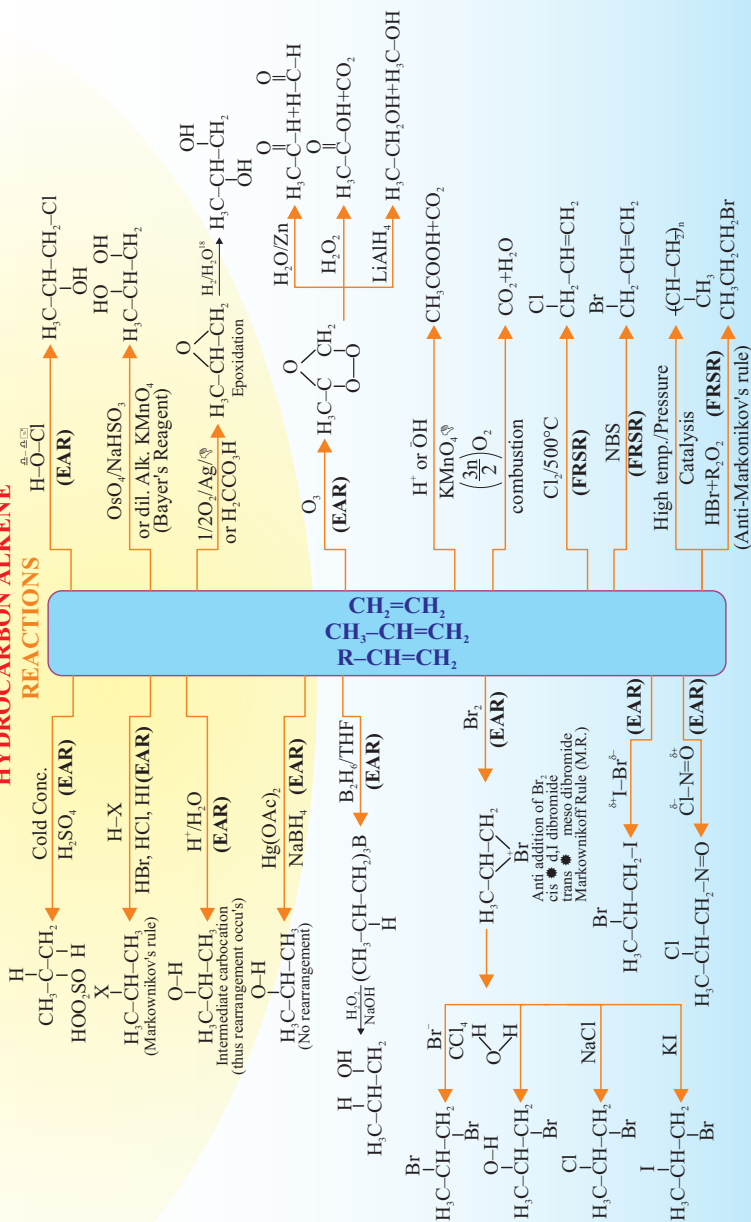 HYDROCARBON ALKENE
REACTIONS
CH₂=CH₂
CH₃–CH=CH₂
R–CH=CH₂
Cold Conc.
H₂SO₄ (EAR)
H
CH₃–C–CH₂
HOO₂SO H
H–X
HBr, HCl, HI(EAR)
X
H₃C–CH–CH₃
(Markownikov's rule)
H⁺/H₂O
(EAR)
O–H
H₃C–CH–CH₃
Intermediate carbocation
(thus rearrangement occu's)
Hg(OAc)₂
NaBH₄ (EAR)
O–H
H₃C–CH–CH₃
(No rearrangement)
B₂H₆/THF
(EAR)
(CH₃–CH–CH₂)₃B
H
H₂O₂
NaOH
H OH
H₃C–CH–CH₂
Br₂
(EAR)
H₃C–CH–CH₂
+
Br
Anti addition of Br₂
cis d,l dibromide
trans meso dibromide
Markownikoff Rule (M.R.)
Br⁻
CCl₄
Br
H₃C–CH–CH₂
Br
H
O
H
O–H
H₃C–CH–CH₂
Br
NaCl
Cl
H₃C–CH–CH₂
Br
KI
I
H₃C–CH–CH₂
Br
δ+I–Brδ−
(EAR)
Br
H₃C–CH–CH₂–I
δ−Cl–N=Oδ+
(EAR)
Cl
H₃C–CH–CH₂–N=O
H–O–Cl
(EAR)
H₃C–CH–CH₂–Cl
OH
OsO₄/NaHSO₃
or dil. Alk. KMnO₄
(Bayer's Reagent)
HO OH
H₃C–CH–CH₂
1/2O₂/Ag/
or H₂CCO₃H
O
H₃C–CH–CH₂
Epoxidation
H₂/H₂O¹⁸
OH
H₃C–CH–CH₂
OH
O₃
(EAR)
O
H₃C–C CH₂
O–O
H₂O/Zn
O O
H₃C–C–H+H–C–H
H₂O₂
O
H₃C–C–OH+CO₂
LiAlH₄
H₃C–CH₂OH+H₃C–OH
H⁺ or ŌH
KMnO₄
CH₃COOH+CO₂
(3n/2)O₂
combustion
CO₂+H₂O
Cl₂/500°C
(FRSR)
Cl
CH₂–CH=CH₂
NBS
(FRSR)
Br
CH₂–CH=CH₂
High temp./Pressure
Catalysis
(CH–CH₂)ₙ
CH₃
HBr+R₂O₂ (FRSR)
(Anti-Markonikov's rule)
CH₃CH₂CH₂Br